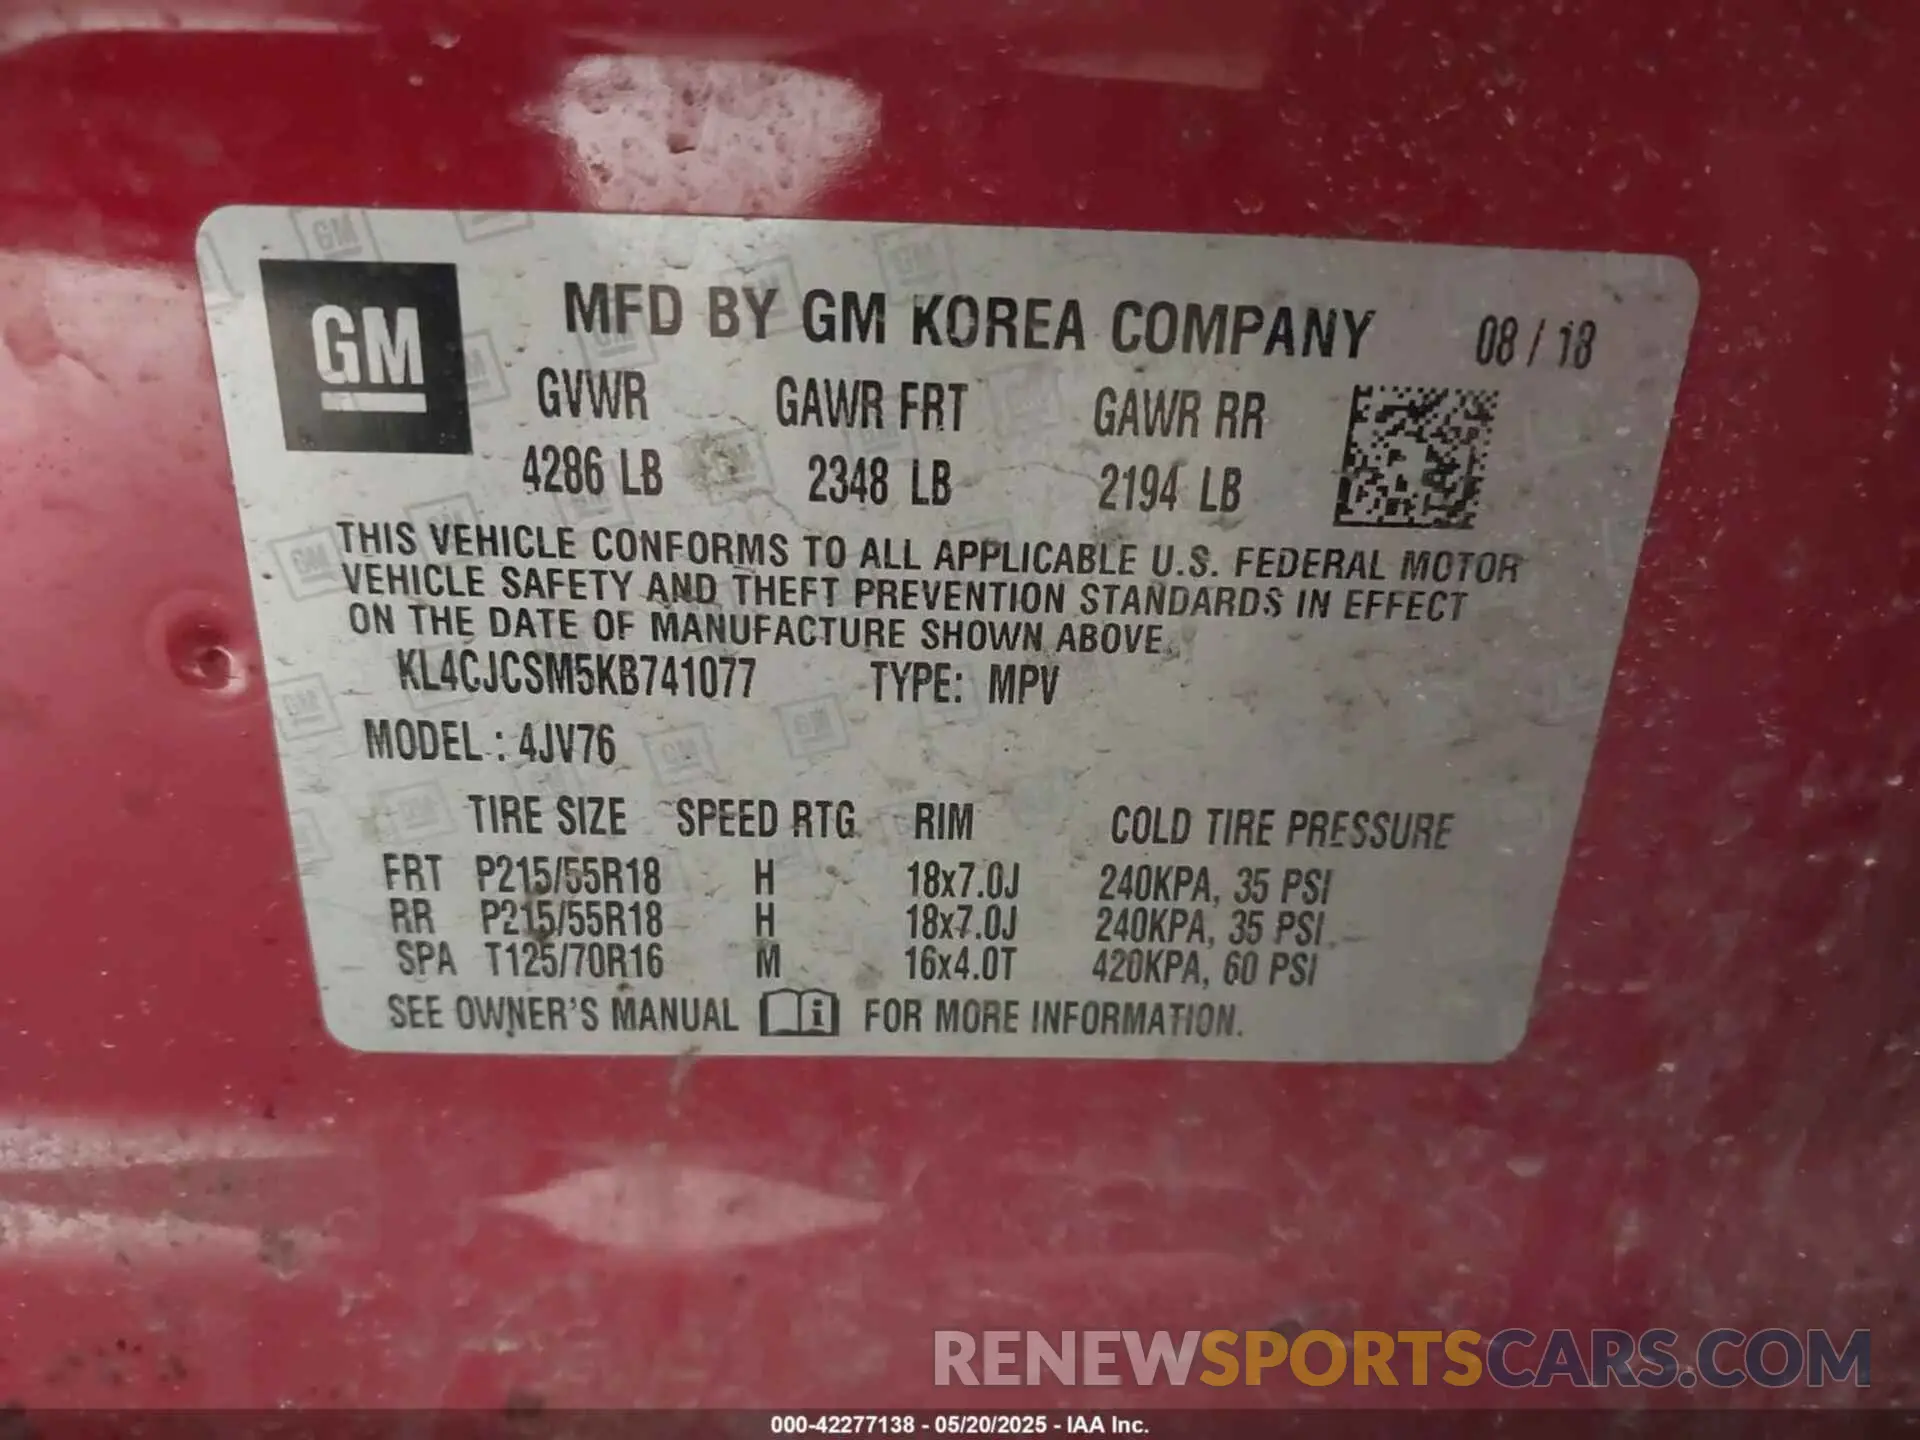 GM
MFD BY GM KOREA COMPANY 08 / 18
GVWR GAWR FRT GAWR RR
4286 LB 2348 LB 2194 LB
THIS VEHICLE CONFORMS TO ALL APPLICABLE U.S. FEDERAL MOTOR
VEHICLE SAFETY AND THEFT PREVENTION STANDARDS IN EFFECT
ON THE DATE OF MANUFACTURE SHOWN ABOVE.
KL4CJCSM5KB741077 TYPE: MPV
MODEL : 4JV76
TIRE SIZE SPEED RTG RIM COLD TIRE PRESSURE
FRT P215/55R18 H 18x7.0J 240KPA, 35 PSI
RR P215/55R18 H 18x7.0J 240KPA, 35 PSI
SPA T125/70R16 M 16x4.0T 420KPA, 60 PSI
SEE OWNER'S MANUAL i FOR MORE INFORMATION.
RENEWSPORTSCARS.COM
000-42277138 - 05/20/2025 - IAA Inc.